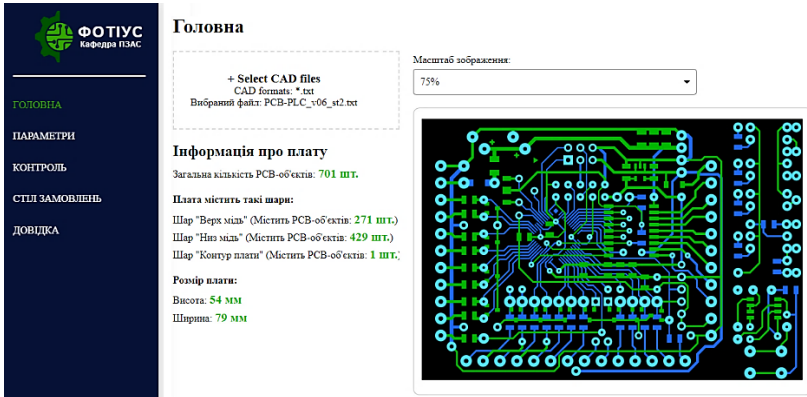 ФОТІУС
Кафедра ПЗАС
ГОЛОВНА
ПАРАМЕТРИ
КОНТРОЛЬ
СТІЛ ЗАМОВЛЕНЬ
ДОВІДКА
Головна
+ Select CAD files
CAD formats: *.txt
Вибраний файл: PCB-PLC_v06_st2.txt
Інформація про плату
Загальна кількість PCB-об'єктів: 701 шт.
Плата містить такі шари:
Шар "Верх мідь" (Містить PCB-об'єктів: 271 шт.)
Шар "Низ мідь" (Містить PCB-об'єктів: 429 шт.)
Шар "Контур плати" (Містить PCB-об'єктів: 1 шт.)
Розмір плати:
Висота: 54 мм
Ширина: 79 мм
Масштаб зображення:
75%